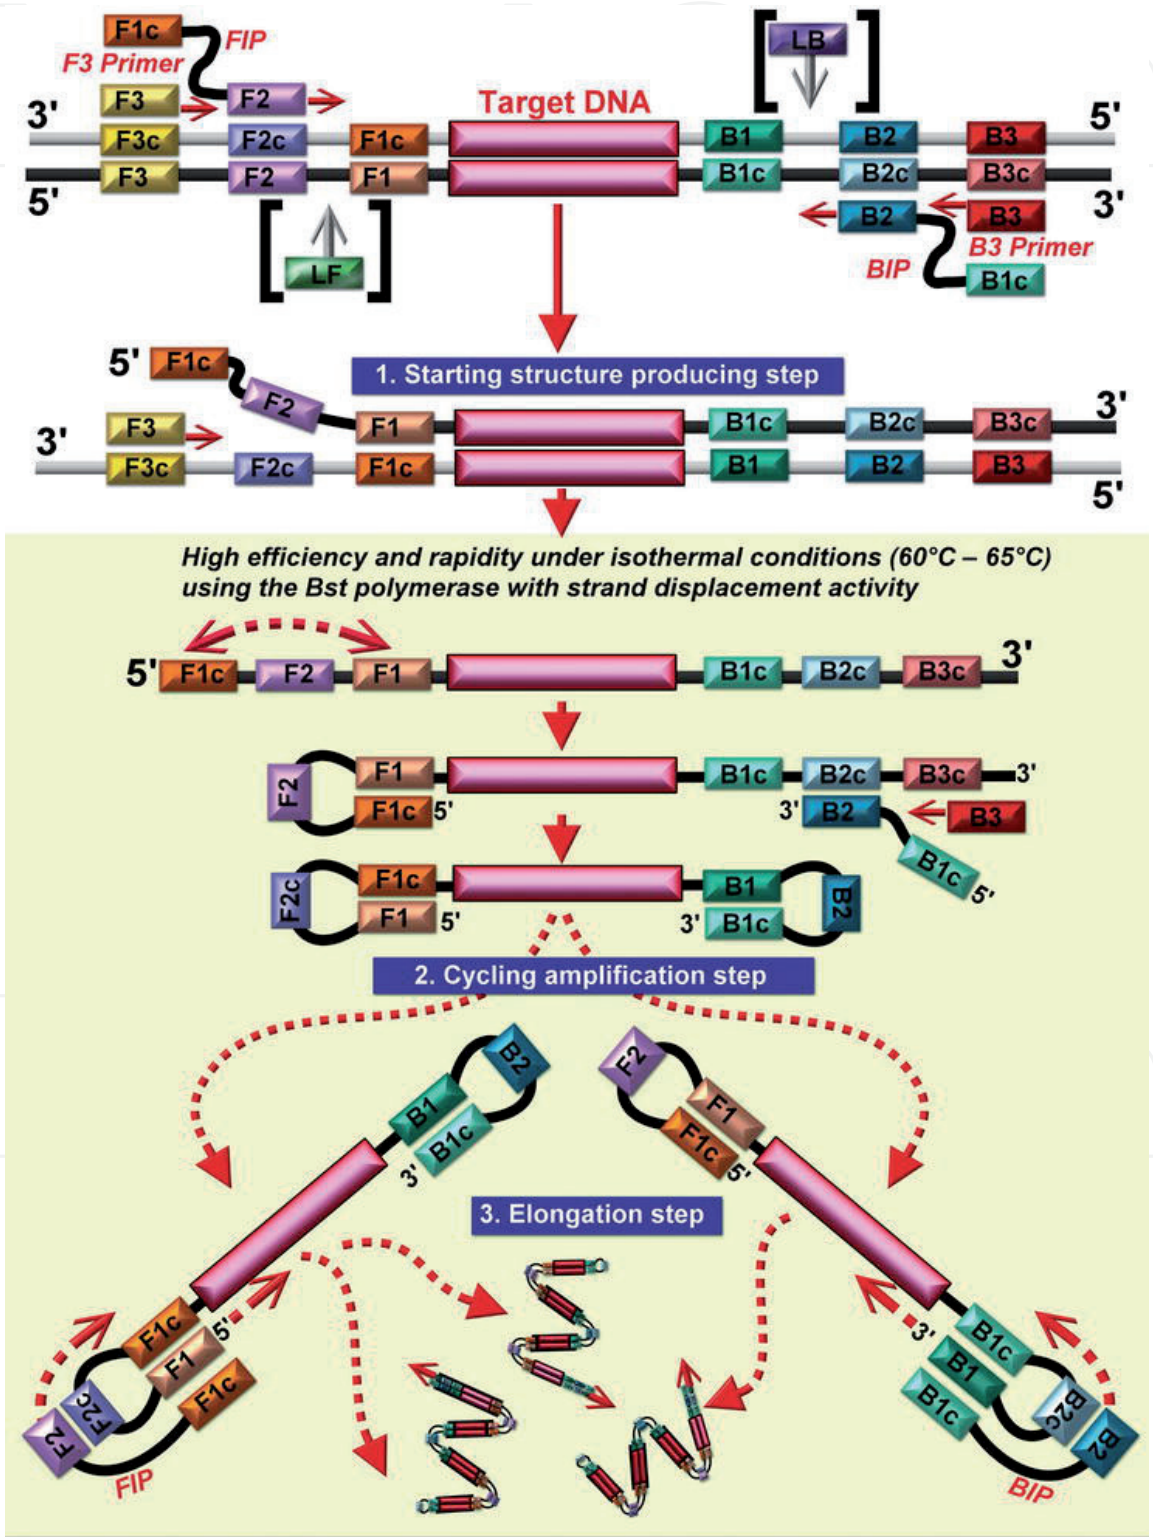 F1c
FIP
LB
F3 Primer
F3
F2
Target DNA
3'
5'
F3c
F2c
F1c
B1
B2
B3
F3
F2
F1
B1c
B2c
B3c
5'
3'
B2
B3
LF
BIP
B3 Primer
B1c
5'
F1c
1. Starting structure producing step
F2
3'
F3
F1
B1c
B2c
B3c
3'
F3c
F2c
F1c
B1
B2
B3
5'
High efficiency and rapidity under isothermal conditions (60°C – 65°C)
using the Bst polymerase with strand displacement activity
5'
F1c
F2
F1
B1c
B2c
B3c
3'
F2
F1
B1c
B2c
B3c
3'
F1c
5'
3'
B2
B3
B1c
5'
F2c
F1c
B1
B2
F1
5'
3'
B1c
2. Cycling amplification step
B2
B1
B1c
3'
F2
F1
F1c
5'
3. Elongation step
F1c
5'
F1
F1c
F2c
F2
FIP
3'
B1c
B1
B1c
B2c
B2
BIP